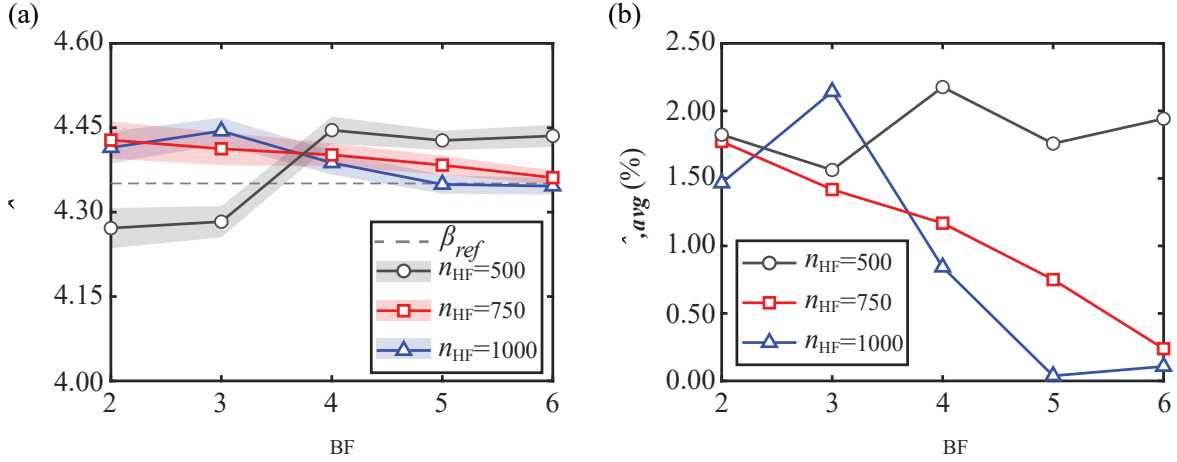 (a)
4.60
4.45
4.30
4.15
4.00
2 3 4 5 6
BF
ˆ
β_ref
n_HF=500
n_HF=750
n_HF=1000
(b)
2.50
2.00
1.50
1.00
0.50
0.00
2 3 4 5 6
BF
ˆ,avg (%)
n_HF=500
n_HF=750
n_HF=1000